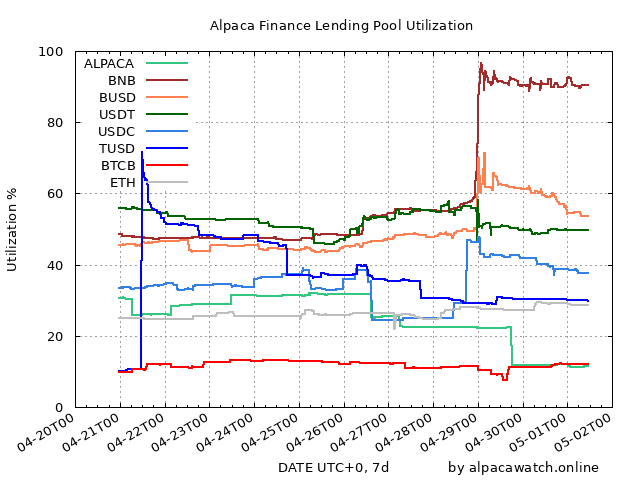 Alpaca Finance Lending Pool Utilization
Utilization %
100
80
60
40
20
0
ALPACA
BNB
BUSD
USDT
USDC
TUSD
BTCB
ETH
04-20T00
04-21T00
04-22T00
04-23T00
04-24T00
04-25T00
04-26T00
04-27T00
04-28T00
04-29T00
04-30T00
05-01T00
05-02T00
DATE UTC+0, 7d
by alpacawatch.online